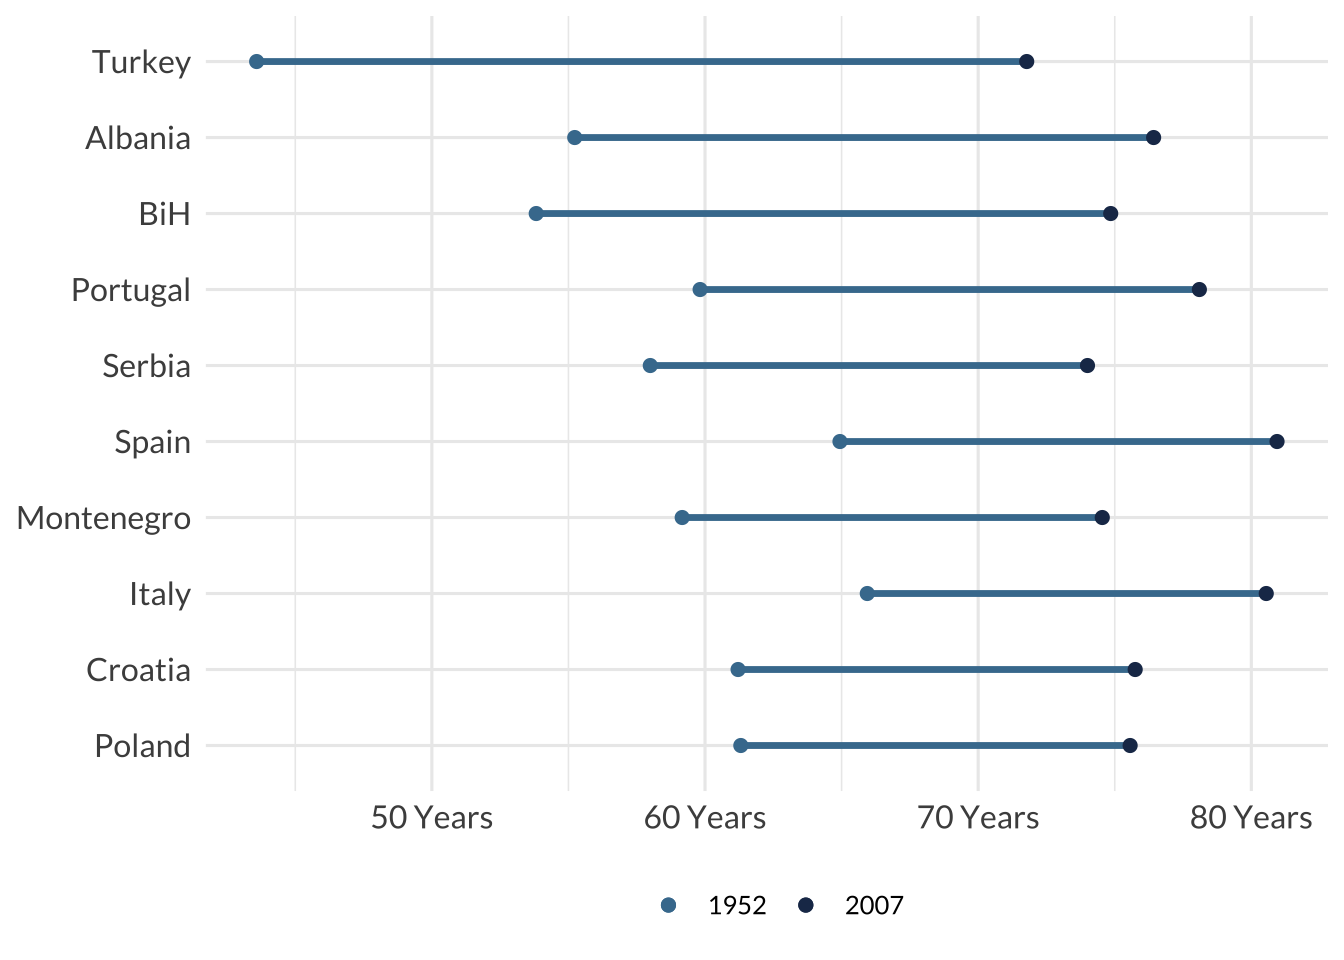 Turkey
Albania
BiH
Portugal
Serbia
Spain
Montenegro
Italy
Croatia
Poland
50 Years 60 Years 70 Years 80 Years
1952 2007